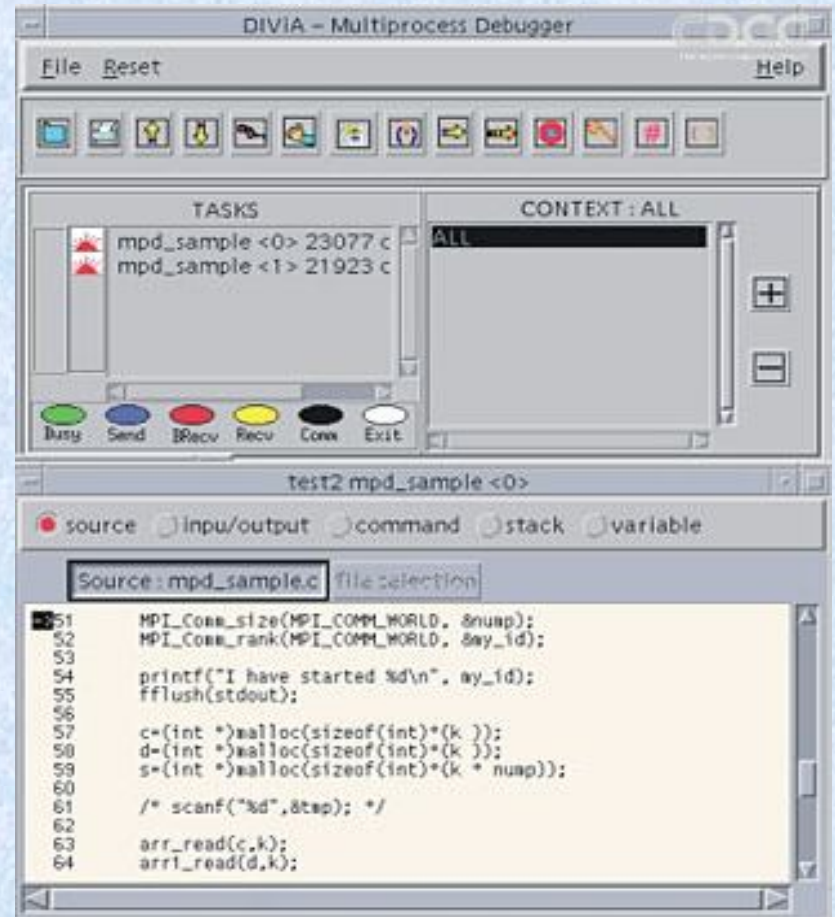 DIViA – Multiprocess Debugger
CDCC
File Reset Help
#
TASKS
mpd_sample <0> 23077 c
mpd_sample <1> 21923 c
CONTEXT : ALL
ALL
Busy Send BRecv Recv Comm Exit
test2 mpd_sample <0>
source inpu/output command stack variable
Source : mpd_sample.c file selection
51 MPI_Comm_size(MPI_COMM_WORLD, &nump);
52 MPI_Comm_rank(MPI_COMM_WORLD, &my_id);
53
54 printf("I have started %d\n", my_id);
55 fflush(stdout);
56
57 c=(int *)malloc(sizeof(int)*(k ));
58 d=(int *)malloc(sizeof(int)*(k ));
59 s=(int *)malloc(sizeof(int)*(k * nump));
60
61 /* scanf("%d",&tmp); */
62
63 arr_read(c,k);
64 arr1_read(d,k);